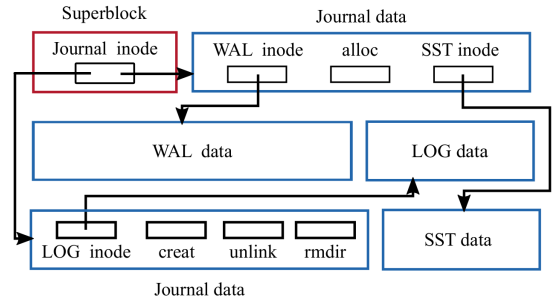 Superblock
Journal data
Journal inode
WAL inode
alloc
SST inode
WAL data
LOG data
LOG inode
creat
unlink
rmdir
SST data
Journal data